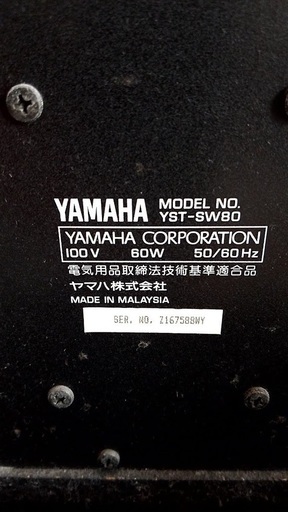 YAMAHA MODEL NO.
YST-SW80
YAMAHA CORPORATION
100V 60W 50/60Hz
電気用品取締法技術基準適合品
ヤマハ株式会社
MADE IN MALAYSIA
SER. NO. Z167588WY